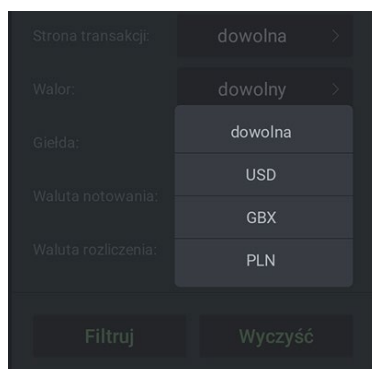 Strona transakcji: dowolna >
Walor: dowolny >
Giełda:
dowolna
USD
Waluta notowania:
GBX
Waluta rozliczenia:
PLN
Filtruj Wyczyść